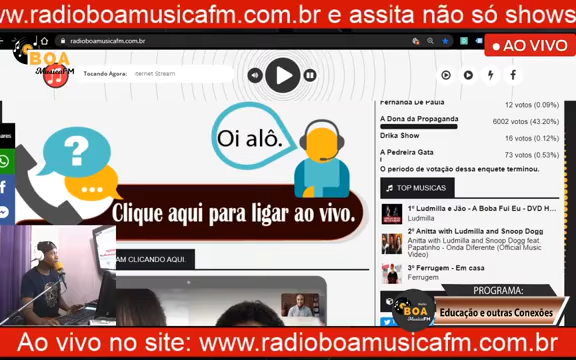 www.radioboamusicafm.com.br e assita não só shows
radioboamusicafm.com.br
AO VIVO
BOA
MusicaFM
Tocando Agora:
ternet Stream
Fernanda De Paula
12 votos (0.09%)
A Dona da Propaganda
6002 votos (43.20%)
Drika Show
16 votos (0.12%)
A Pedreira Gata
73 votos (0.53%)
O periodo de votação dessa enquete terminou.
Oi alô.
?
ares
Clique aqui para ligar ao vivo.
TOP MUSICAS
1º Ludmilla e Jão - A Boba Fui Eu - DVD H...
Ludmilla
2º Anitta with Ludmilla and Snoop Dogg
Anitta with Ludmilla and Snoop Dogg feat.
Papatinho - Onda Diferente (Official Music
Video)
3º Ferrugem - Em casa
Ferrugem
AM CLICANDO AQUI.
PROGRAMA:
BOA
MusicaFM
Educação e outras Conexões
Ao vivo no site: www.radioboamusicafm.com.br